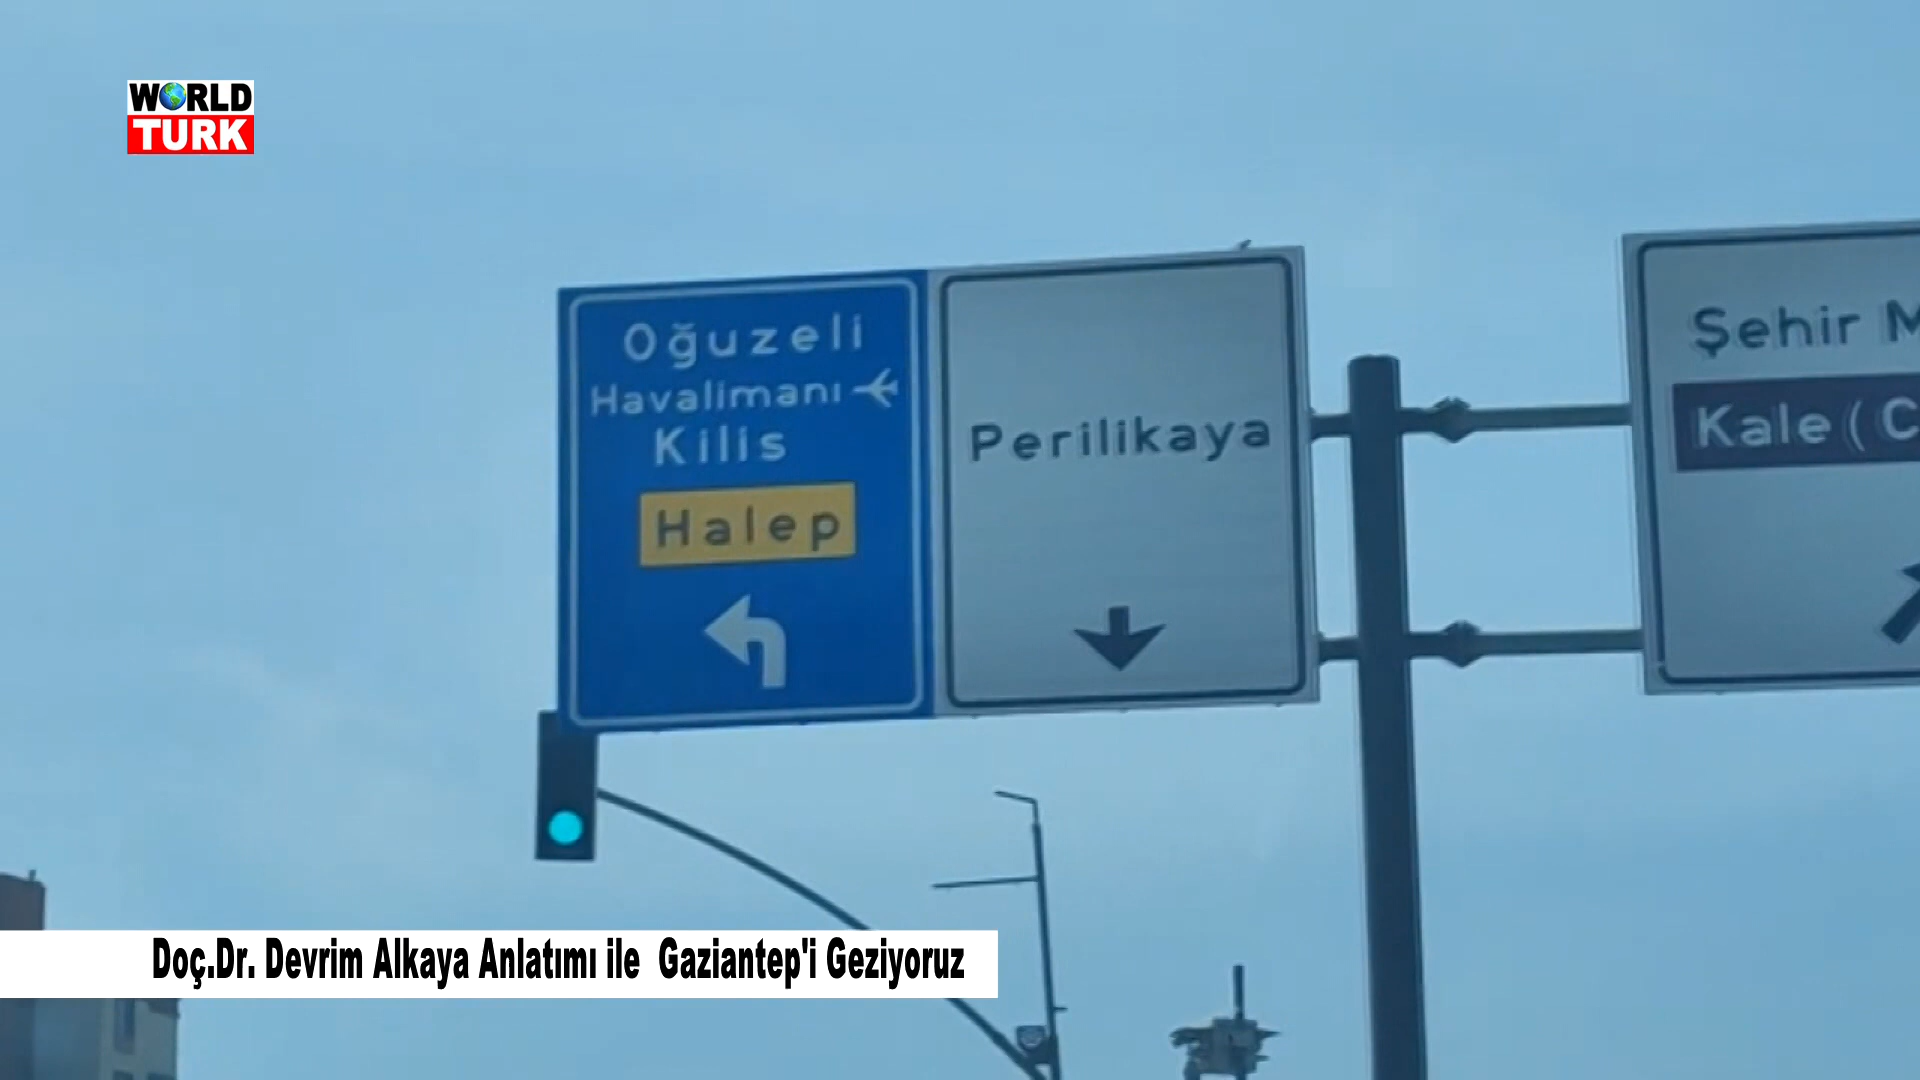 WORLD
TURK
Oğuzeli
Havalimanı
Kilis
Halep
Perilikaya
Şehir
Kale (
Doç.Dr. Devrim Alkaya Anlatımı ile Gaziantep'i Geziyoruz